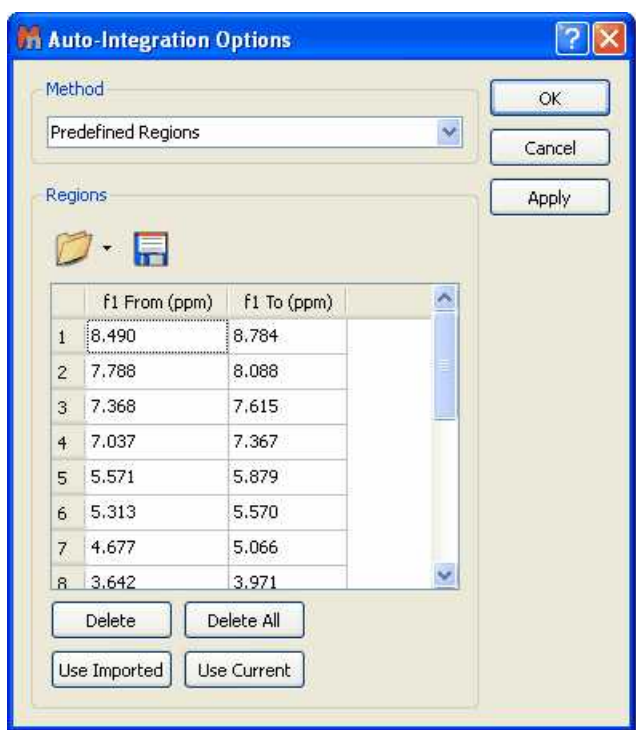 Auto-Integration Options
Method
Predefined Regions
OK
Cancel
Apply
Regions
f1 From (ppm) f1 To (ppm)
1 8.490 8.784
2 7.788 8.088
3 7.368 7.615
4 7.037 7.367
5 5.571 5.879
6 5.313 5.570
7 4.677 5.066
8 3.642 3.971
Delete Delete All
Use Imported Use Current